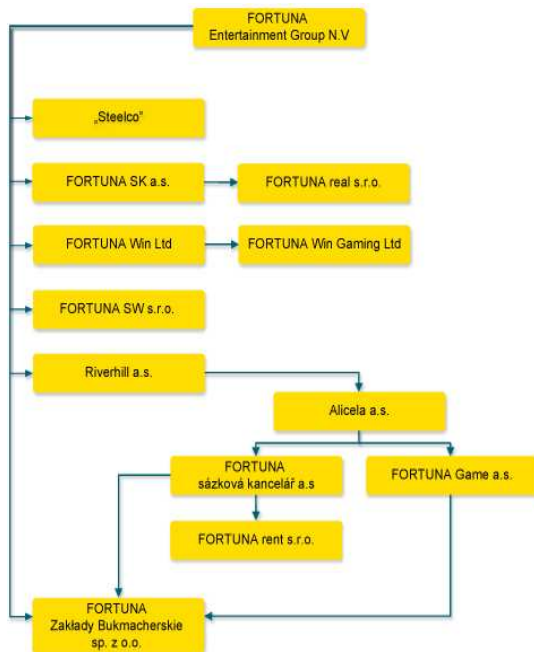 FORTUNA
Entertainment Group N.V
„Steelco”
FORTUNA SK a.s.
FORTUNA real s.r.o.
FORTUNA Win Ltd
FORTUNA Win Gaming Ltd
FORTUNA SW s.r.o.
Riverhill a.s.
Alicela a.s.
FORTUNA
sázková kancelář a.s
FORTUNA Game a.s.
FORTUNA rent s.r.o.
FORTUNA
Zakłady Bukmacherskie
sp. z o.o.